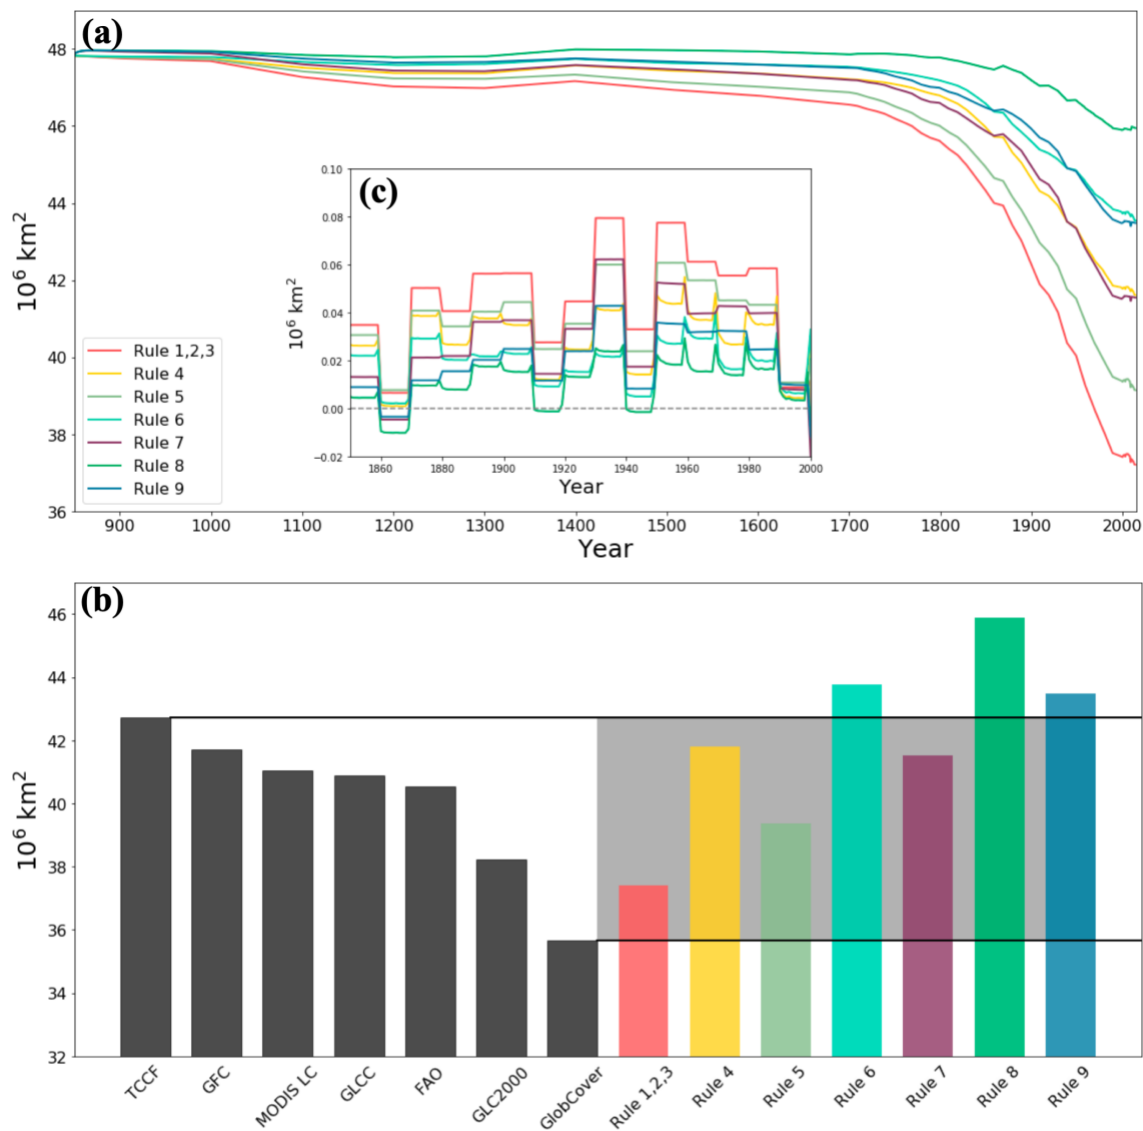 (a)
48
46
44
42
40
38
36
10⁶ km²
Rule 1,2,3
Rule 4
Rule 5
Rule 6
Rule 7
Rule 8
Rule 9
900 1000 1100 1200 1300 1400 1500 1600 1700 1800 1900 2000
Year
(c)
0.10
0.08
0.06
0.04
0.02
0.00
−0.02
10⁶ km²
1860 1880 1900 1920 1940 1960 1980 2000
Year
(b)
46
44
42
40
38
36
34
32
10⁶ km²
TCCF
GFC
MODIS LC
GLCC
FAO
GLC2000
GlobCover
Rule 1,2,3
Rule 4
Rule 5
Rule 6
Rule 7
Rule 8
Rule 9